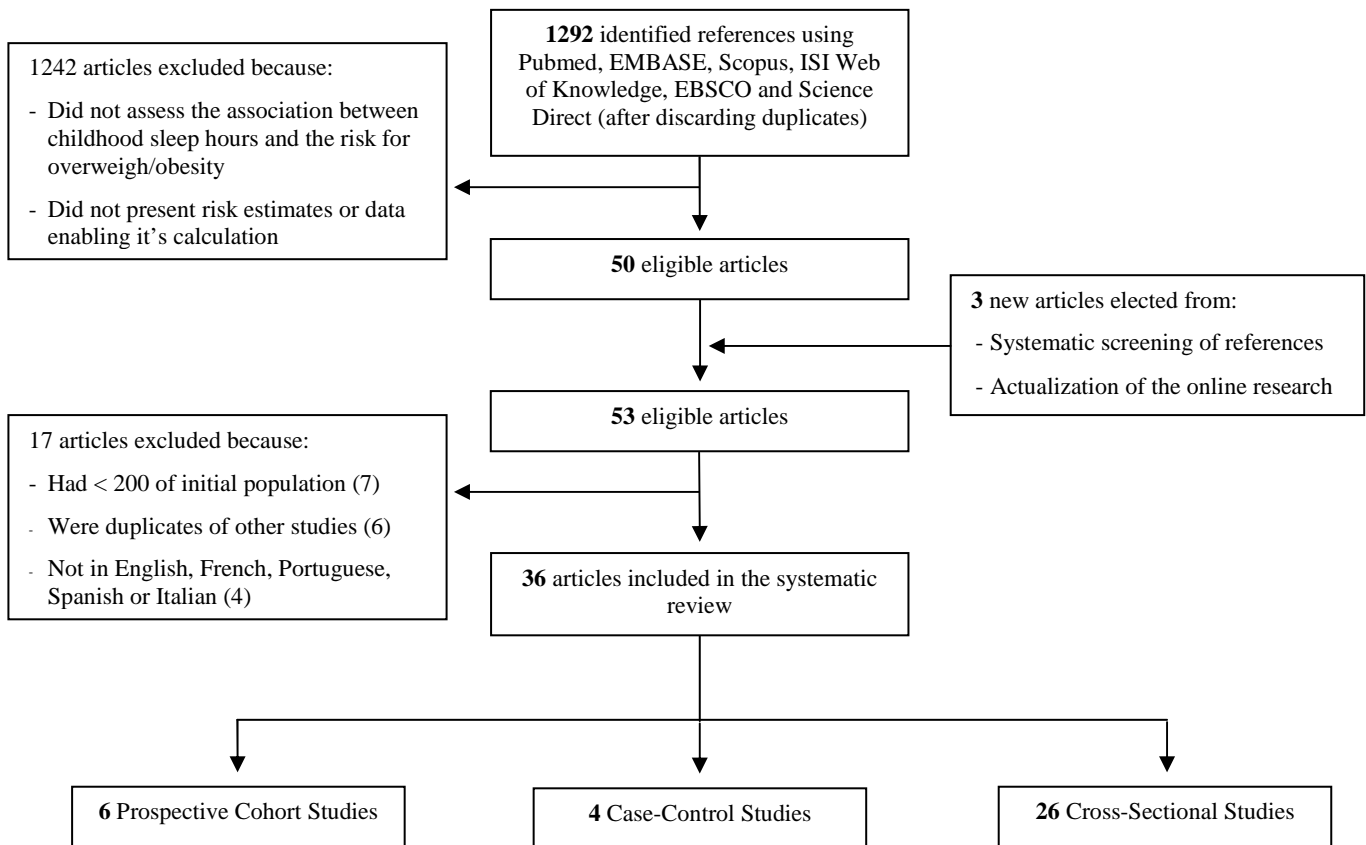 1292 identified references using
Pubmed, EMBASE, Scopus, ISI Web
of Knowledge, EBSCO and Science
Direct (after discarding duplicates)
1242 articles excluded because:
- Did not assess the association between
childhood sleep hours and the risk for
overweigh/obesity
- Did not present risk estimates or data
enabling it's calculation
50 eligible articles
3 new articles elected from:
- Systematic screening of references
- Actualization of the online research
53 eligible articles
17 articles excluded because:
- Had < 200 of initial population (7)
- Were duplicates of other studies (6)
- Not in English, French, Portuguese,
Spanish or Italian (4)
36 articles included in the systematic
review
6 Prospective Cohort Studies
4 Case-Control Studies
26 Cross-Sectional Studies